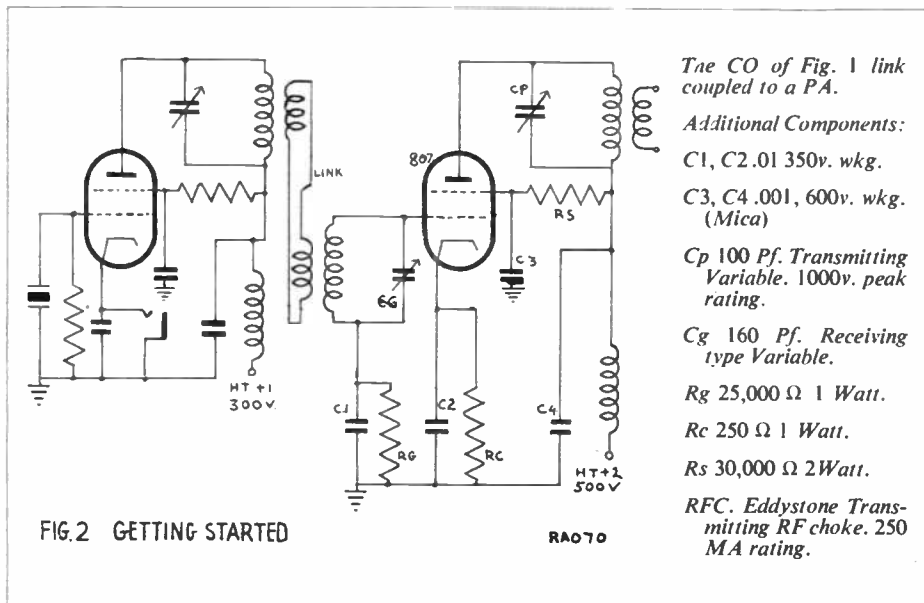 The CO of Fig. 1 link
coupled to a PA.
Additional Components:
C1, C2 .01 350v. wkg.
C3, C4 .001, 600v. wkg.
(Mica)
Cp 100 Pf. Transmitting
Variable. 1000v. peak
rating.
Cg 160 Pf. Receiving
type Variable.
Rg 25,000 Ω 1 Watt.
Rc 250 Ω 1 Watt.
Rs 30,000 Ω 2Watt.
RFC. Eddystone Trans-
mitting RF choke. 250
MA rating.
CP
807
LINK
RS
C3
CG
C1
RG
C2
RC
C4
HT +1
300V.
HT+2
500V
FIG.2 GETTING STARTED
RA070